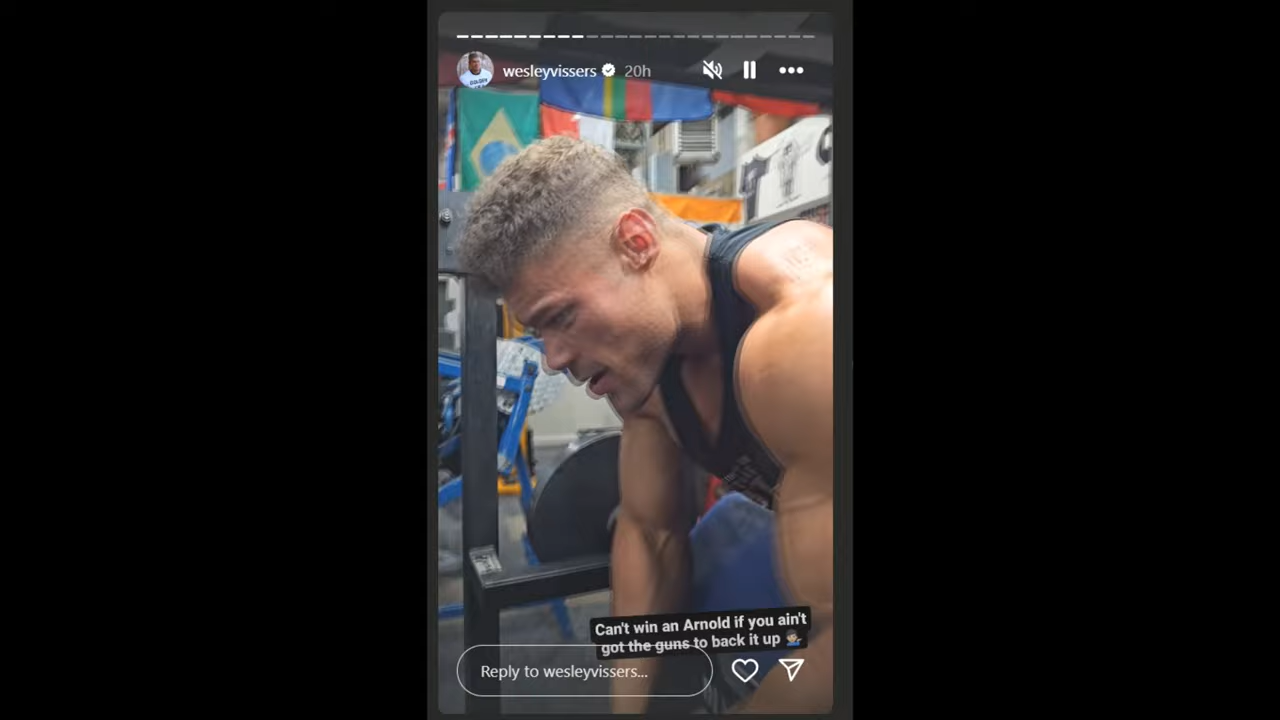 wesleyvissers 20h
Can't win an Arnold if you ain't
got the guns to back it up 💁🏼‍♂️
Reply to wesleyvissers...